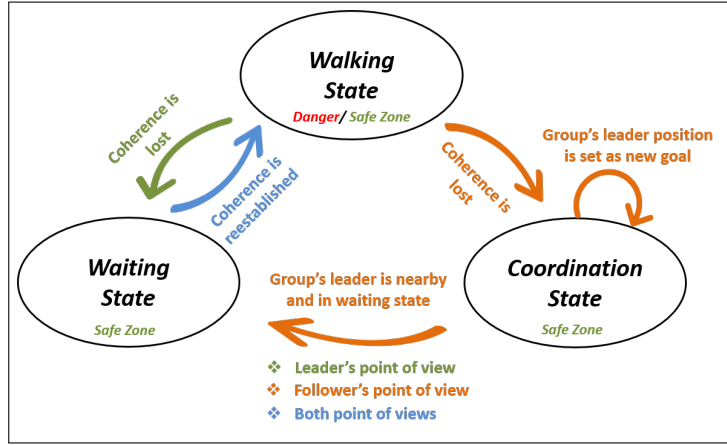 Walking
State
Danger/ Safe Zone
Coherence is
lost
Coherence is
reestablished
Coherence is
lost
Group's leader position
is set as new goal
Waiting
State
Safe Zone
Group's leader is nearby
and in waiting state
Coordination
State
Safe Zone
❖ Leader's point of view
❖ Follower's point of view
❖ Both point of views